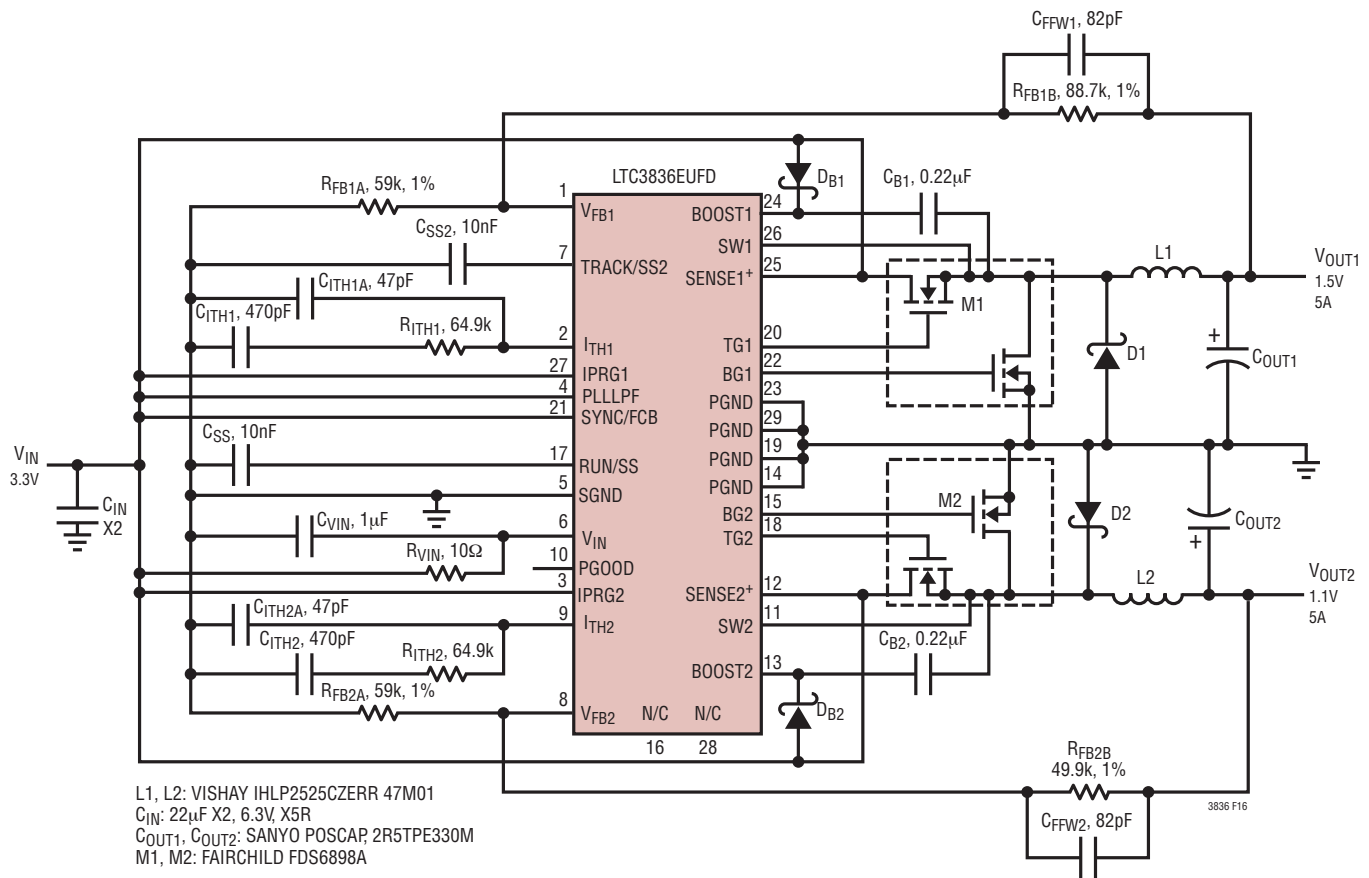 CFFW1, 82pF
RFB1B, 88.7k, 1%
LTC3836EUFD
RFB1A, 59k, 1%
1
VFB1
CSS2, 10nF
7
TRACK/SS2
CITH1A, 47pF
CITH1, 470pF
RITH1, 64.9k
2
ITH1
27
IPRG1
4
PLLLPF
21
SYNC/FCB
CSS, 10nF
17
RUN/SS
5
SGND
CVIN, 1μF
6
VIN
RVIN, 10Ω
10
PGOOD
3
IPRG2
CITH2A, 47pF
9
ITH2
CITH2, 470pF
RITH2, 64.9k
RFB2A, 59k, 1%
8
VFB2
N/C N/C
16 28
VIN
3.3V
CIN
X2
DB1
CB1, 0.22μF
24
BOOST1
26
SW1
25
SENSE1+
M1
20
TG1
22
BG1
23
PGND
29
PGND
19
PGND
14
PGND
15
BG2
18
TG2
M2
12
SENSE2+
11
SW2
CB2, 0.22μF
13
BOOST2
DB2
L1
VOUT1
1.5V
5A
D1
+
COUT1
D2
COUT2
+
L2
VOUT2
1.1V
5A
RFB2B
49.9k, 1%
CFFW2, 82pF
3836 F16
L1, L2: VISHAY IHLP2525CZERR 47M01
CIN: 22μF X2, 6.3V, X5R
COUT1, COUT2: SANYO POSCAP, 2R5TPE330M
M1, M2: FAIRCHILD FDS6898A